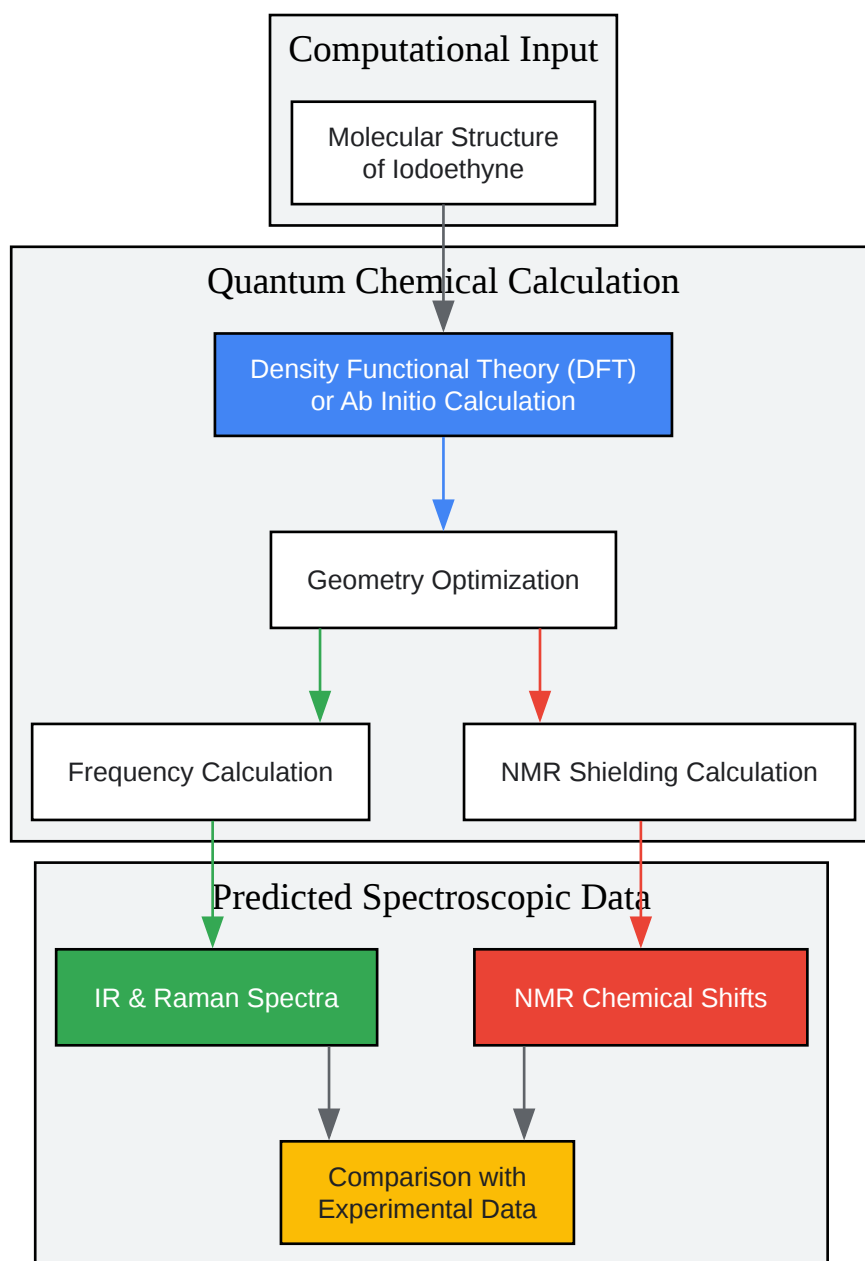 Computational Input
Molecular Structure
of Iodoethyne
Quantum Chemical Calculation
Density Functional Theory (DFT)
or Ab Initio Calculation
Geometry Optimization
Frequency Calculation
NMR Shielding Calculation
Predicted Spectroscopic Data
IR & Raman Spectra
NMR Chemical Shifts
Comparison with
Experimental Data